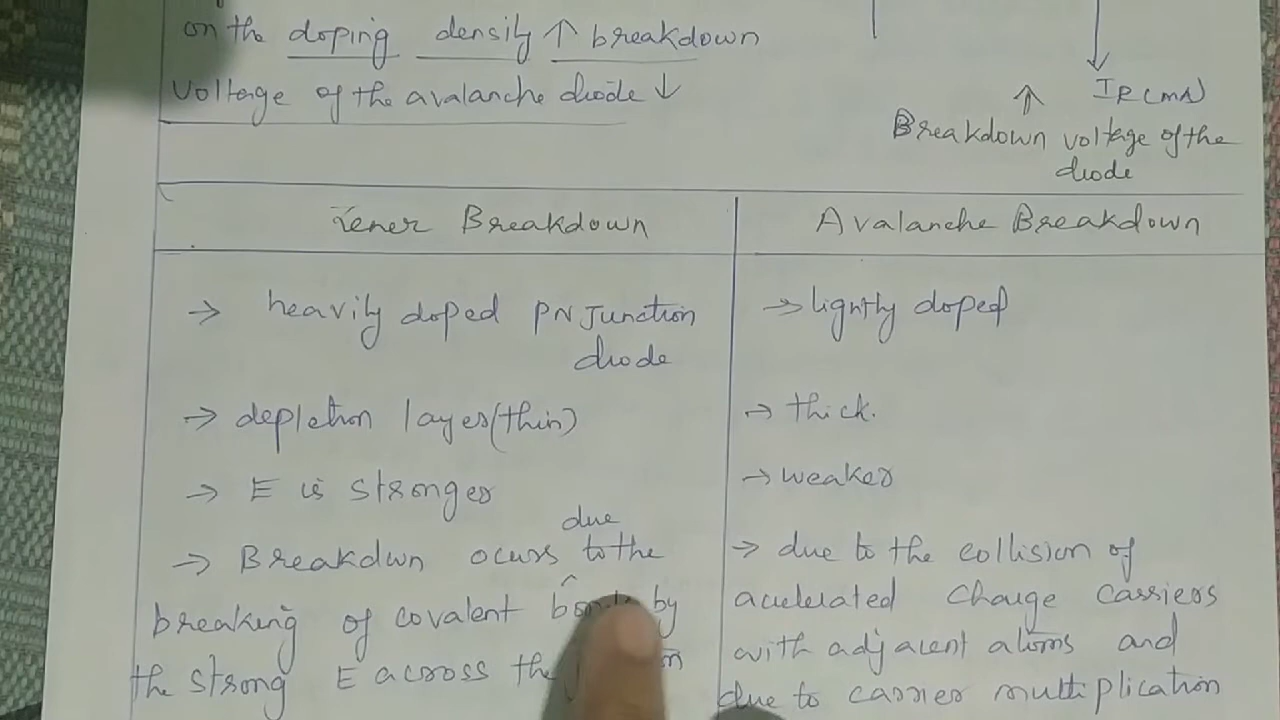 on the doping density ↑ breakdown
voltage of the avalanche diode ↓
IR (mA)
↑
Breakdown voltage of the
diode
Zener Breakdown
→ heavily doped PN Junction
diode
→ depletion layer (thin)
→ E is stronger
due
→ Breakdwn ocurs ^ to the
breaking of covalent by
the strong E across the
Avalanche Breakdown
→ lightly doped
→ thick.
→ weaker
→ due to the collision of
accelerated charge carriers
with adjacent atoms and
due to carrier multiplication